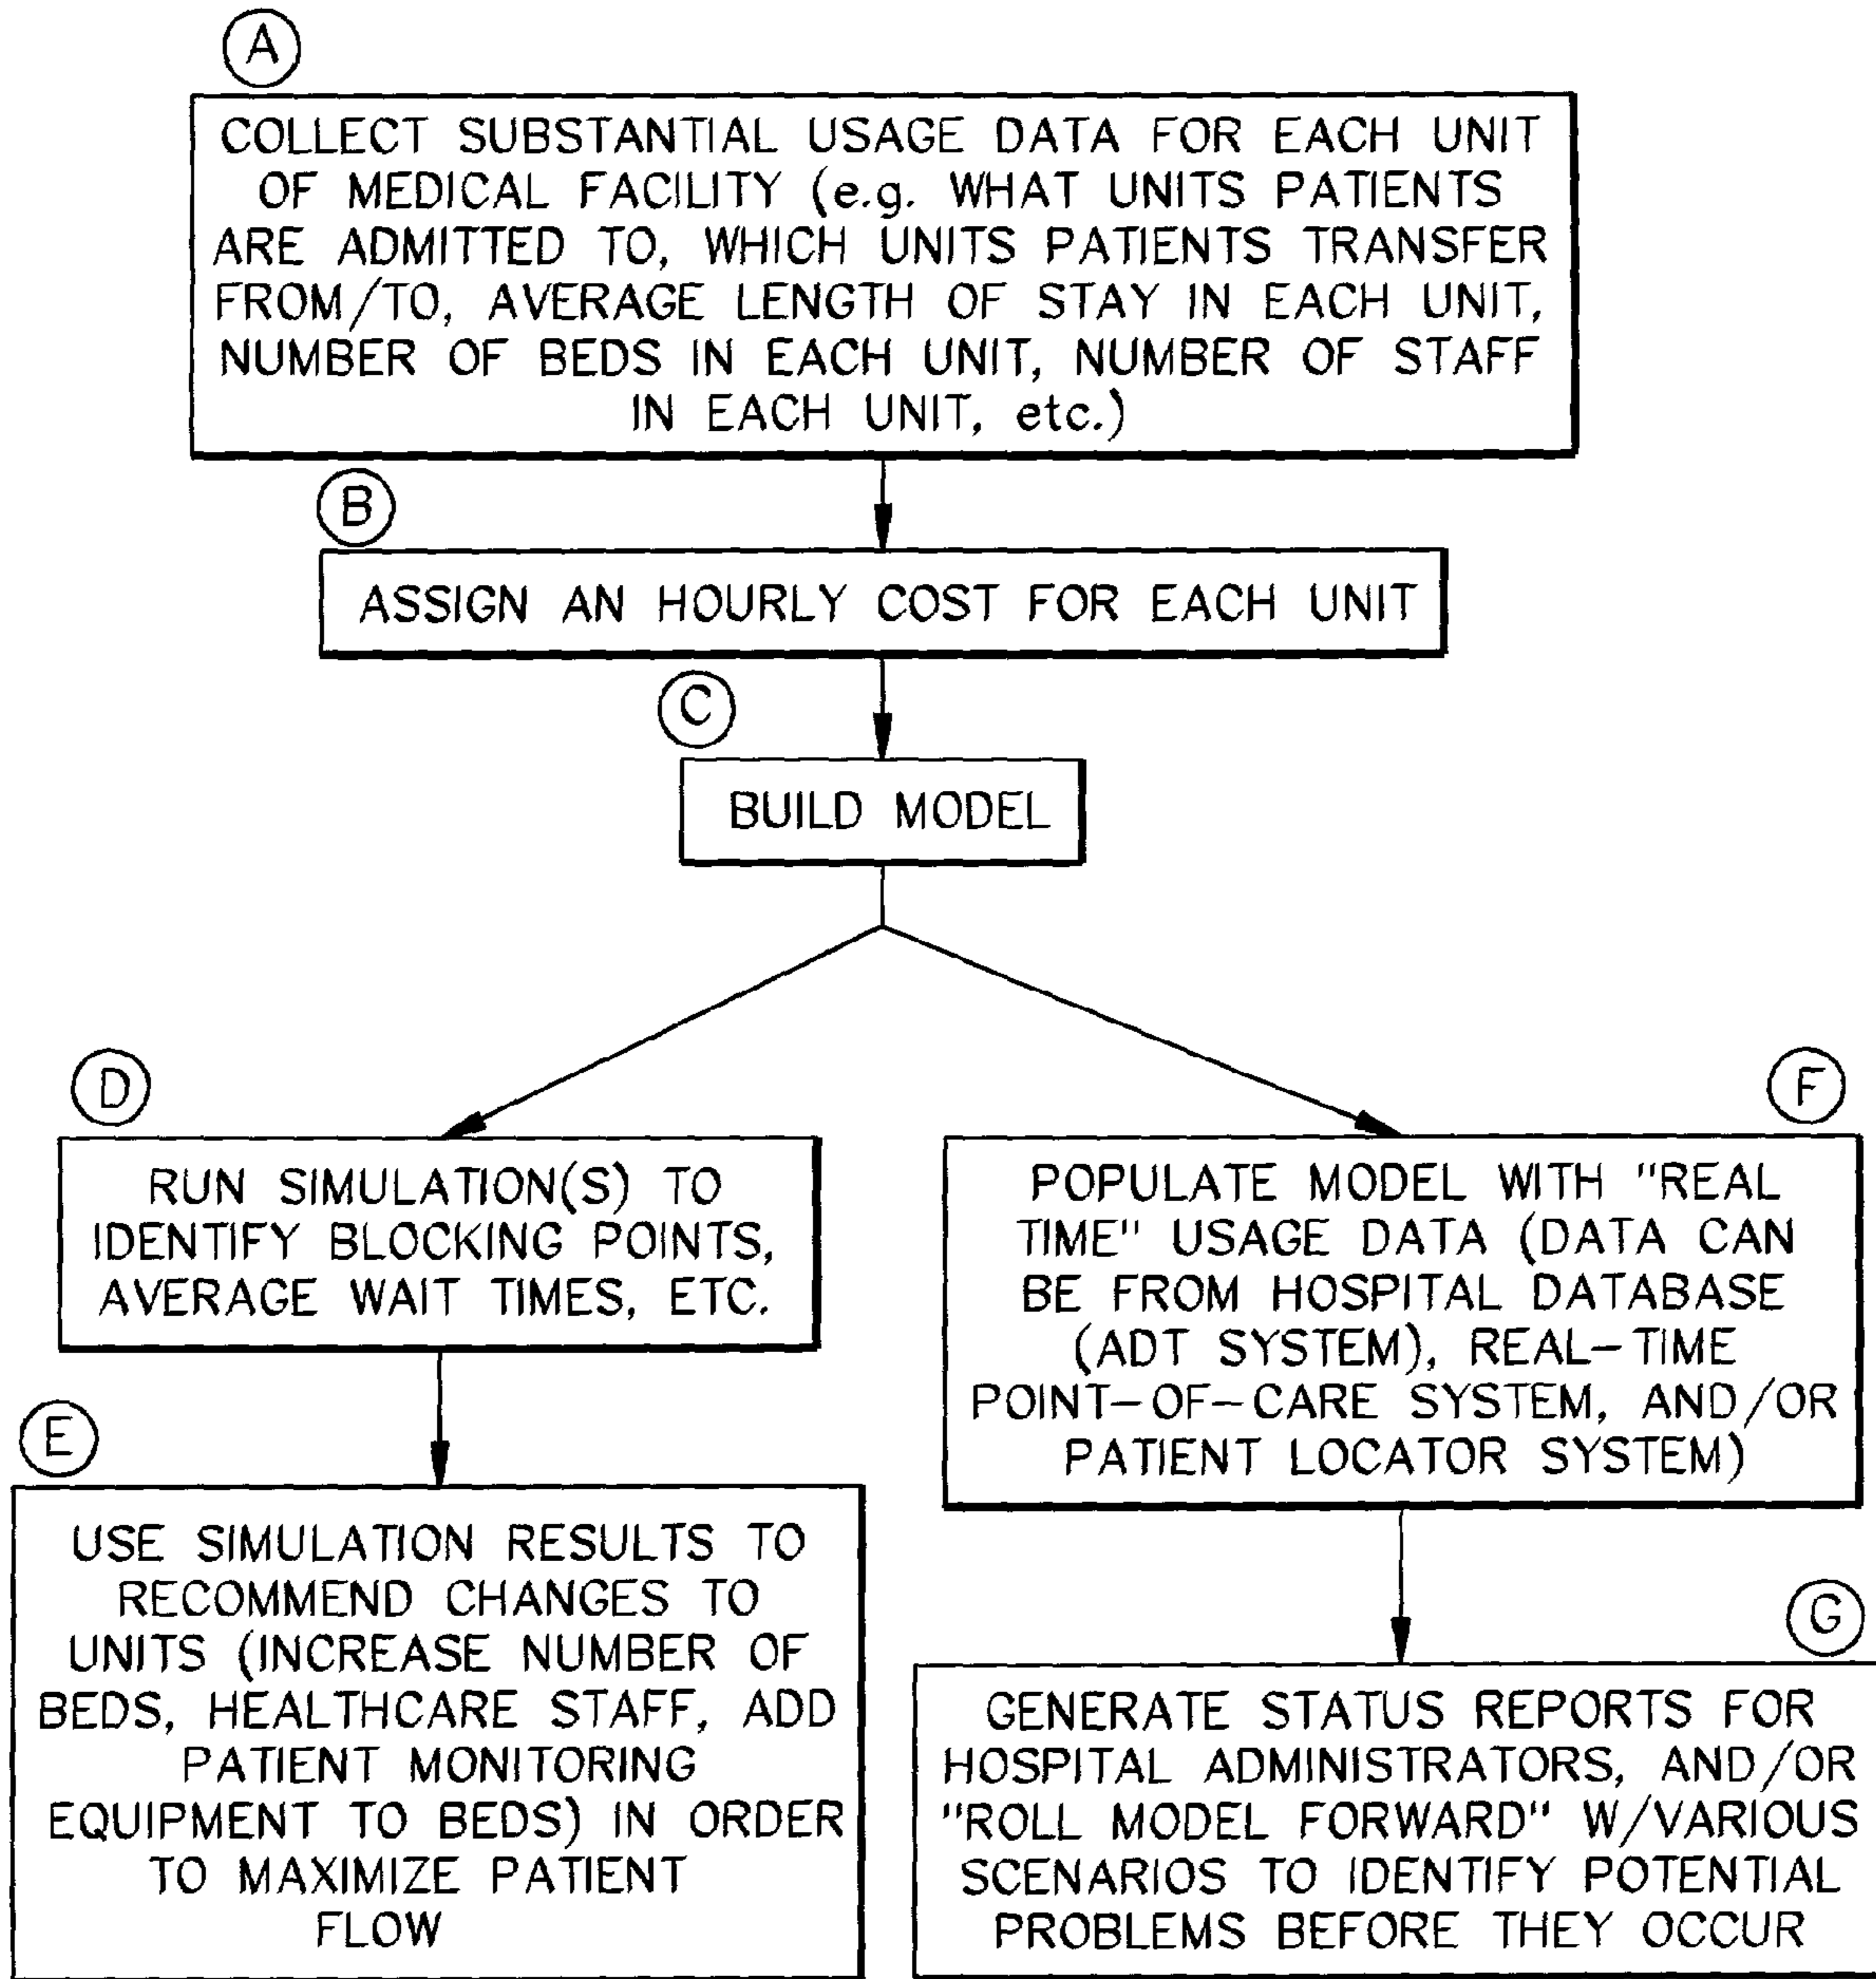 A
COLLECT SUBSTANTIAL USAGE DATA FOR EACH UNIT
OF MEDICAL FACILITY (e.g. WHAT UNITS PATIENTS
ARE ADMITTED TO, WHICH UNITS PATIENTS TRANSFER
FROM/TO, AVERAGE LENGTH OF STAY IN EACH UNIT,
NUMBER OF BEDS IN EACH UNIT, NUMBER OF STAFF
IN EACH UNIT, etc.)
B
ASSIGN AN HOURLY COST FOR EACH UNIT
C
BUILD MODEL
D
RUN SIMULATION(S) TO
IDENTIFY BLOCKING POINTS,
AVERAGE WAIT TIMES, ETC.
E
USE SIMULATION RESULTS TO
RECOMMEND CHANGES TO
UNITS (INCREASE NUMBER OF
BEDS, HEALTHCARE STAFF, ADD
PATIENT MONITORING
EQUIPMENT TO BEDS) IN ORDER
TO MAXIMIZE PATIENT
FLOW
F
POPULATE MODEL WITH "REAL
TIME" USAGE DATA (DATA CAN
BE FROM HOSPITAL DATABASE
(ADT SYSTEM), REAL-TIME
POINT-OF-CARE SYSTEM, AND/OR
PATIENT LOCATOR SYSTEM)
G
GENERATE STATUS REPORTS FOR
HOSPITAL ADMINISTRATORS, AND/OR
"ROLL MODEL FORWARD" W/VARIOUS
SCENARIOS TO IDENTIFY POTENTIAL
PROBLEMS BEFORE THEY OCCUR